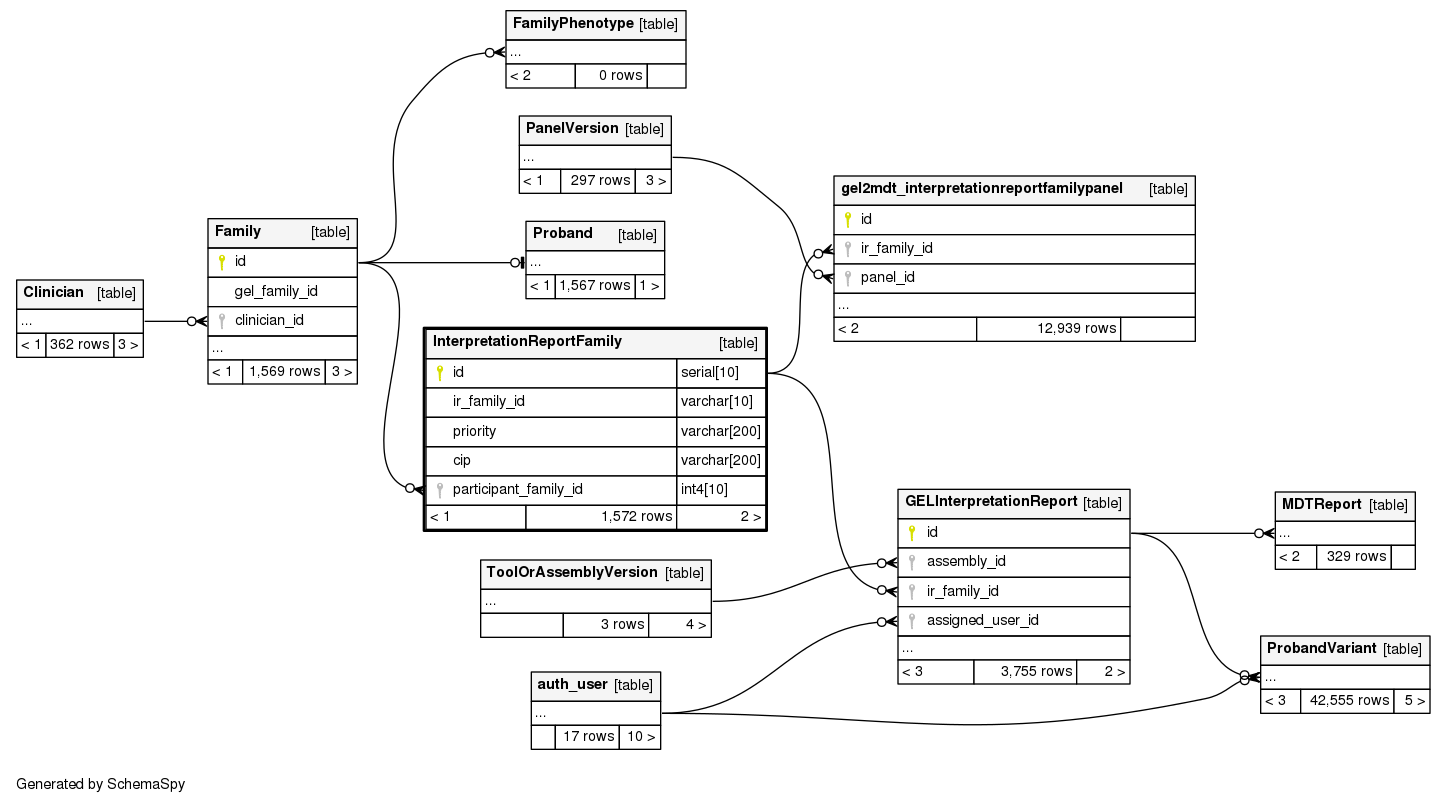 FamilyPhenotype [table]
...
< 2 0 rows
PanelVersion [table]
...
< 1 297 rows 3 >
gel2mdt_interpretationreportfamilypanel [table]
id
ir_family_id
panel_id
...
< 2 12,939 rows
Family [table]
id
gel_family_id
clinician_id
...
< 1 1,569 rows 3 >
Proband [table]
...
< 1 1,567 rows 1 >
Clinician [table]
...
< 1 362 rows 3 >
InterpretationReportFamily [table]
id serial[10]
ir_family_id varchar[10]
priority varchar[200]
cip varchar[200]
participant_family_id int4[10]
< 1 1,572 rows 2 >
GELInterpretationReport [table]
id
assembly_id
ir_family_id
assigned_user_id
...
< 3 3,755 rows 2 >
MDTReport [table]
...
< 2 329 rows
ToolOrAssemblyVersion [table]
...
3 rows 4 >
ProbandVariant [table]
...
< 3 42,555 rows 5 >
auth_user [table]
...
17 rows 10 >
Generated by SchemaSpy